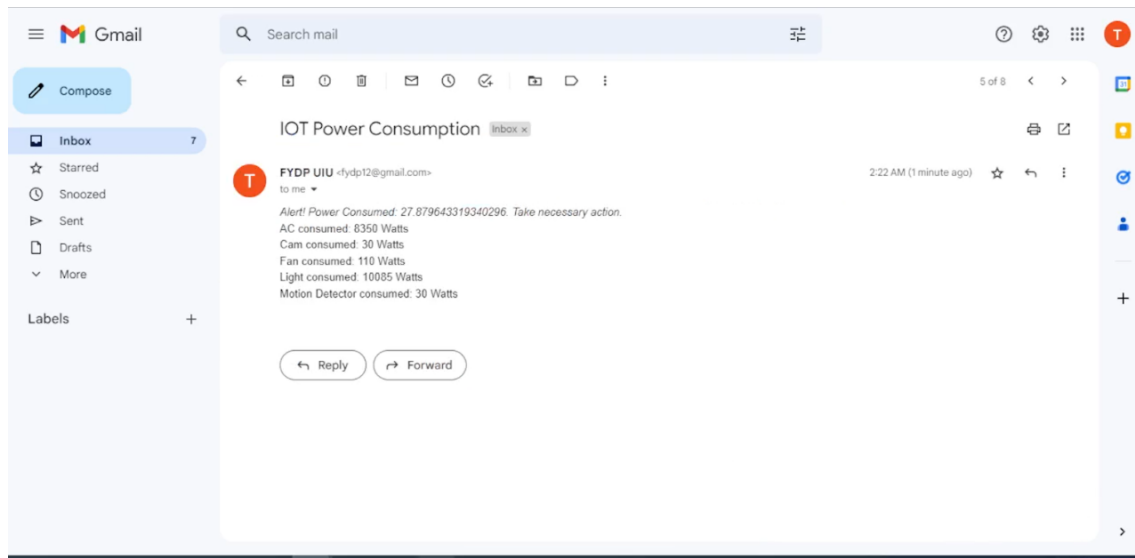 Gmail
Search mail
T
Compose
5 of 8
31
IOT Power Consumption Inbox x
Inbox 7
Starred
Snoozed
Sent
Drafts
More
Labels
T
FYDP UIU <fydp12@gmail.com>
2:22 AM (1 minute ago)
to me
Alert! Power Consumed: 27.879643319340296. Take necessary action.
AC consumed: 8350 Watts
Cam consumed: 30 Watts
Fan consumed: 110 Watts
Light consumed: 10085 Watts
Motion Detector consumed: 30 Watts
Reply
Forward